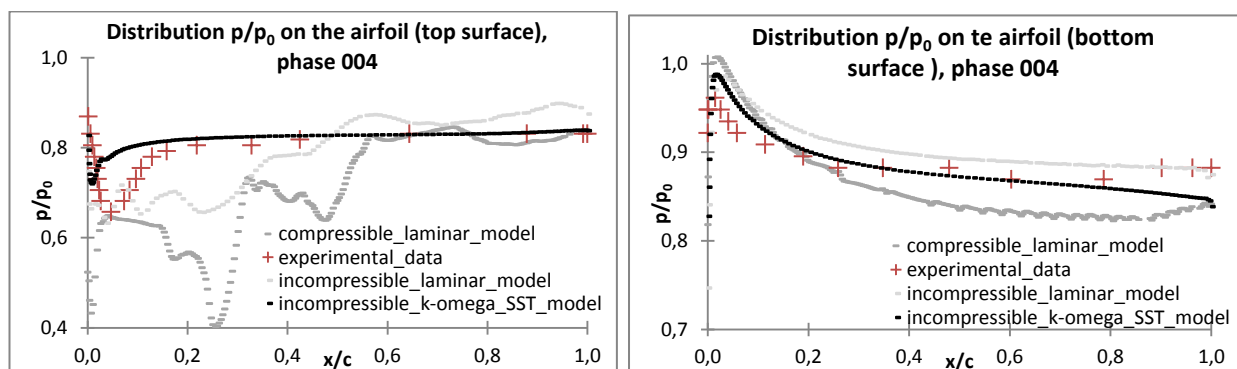 Distribution p/p0 on the airfoil (top surface),
phase 004
1,0
0,8
0,6
0,4
p/p0
compressible_laminar_model
experimental_data
incompressible_laminar_model
incompressible_k-omega_SST_model
0,0
0,2
0,4
0,6
0,8
1,0
x/c
Distribution p/p0 on te airfoil (bottom
surface ), phase 004
1,0
0,9
0,8
0,7
p/p0
compressible_laminar_model
experimental_data
incompressible_laminar_model
incompressible_k-omega_SST_model
0,0
0,2
0,4
0,6
0,8
1,0
x/c